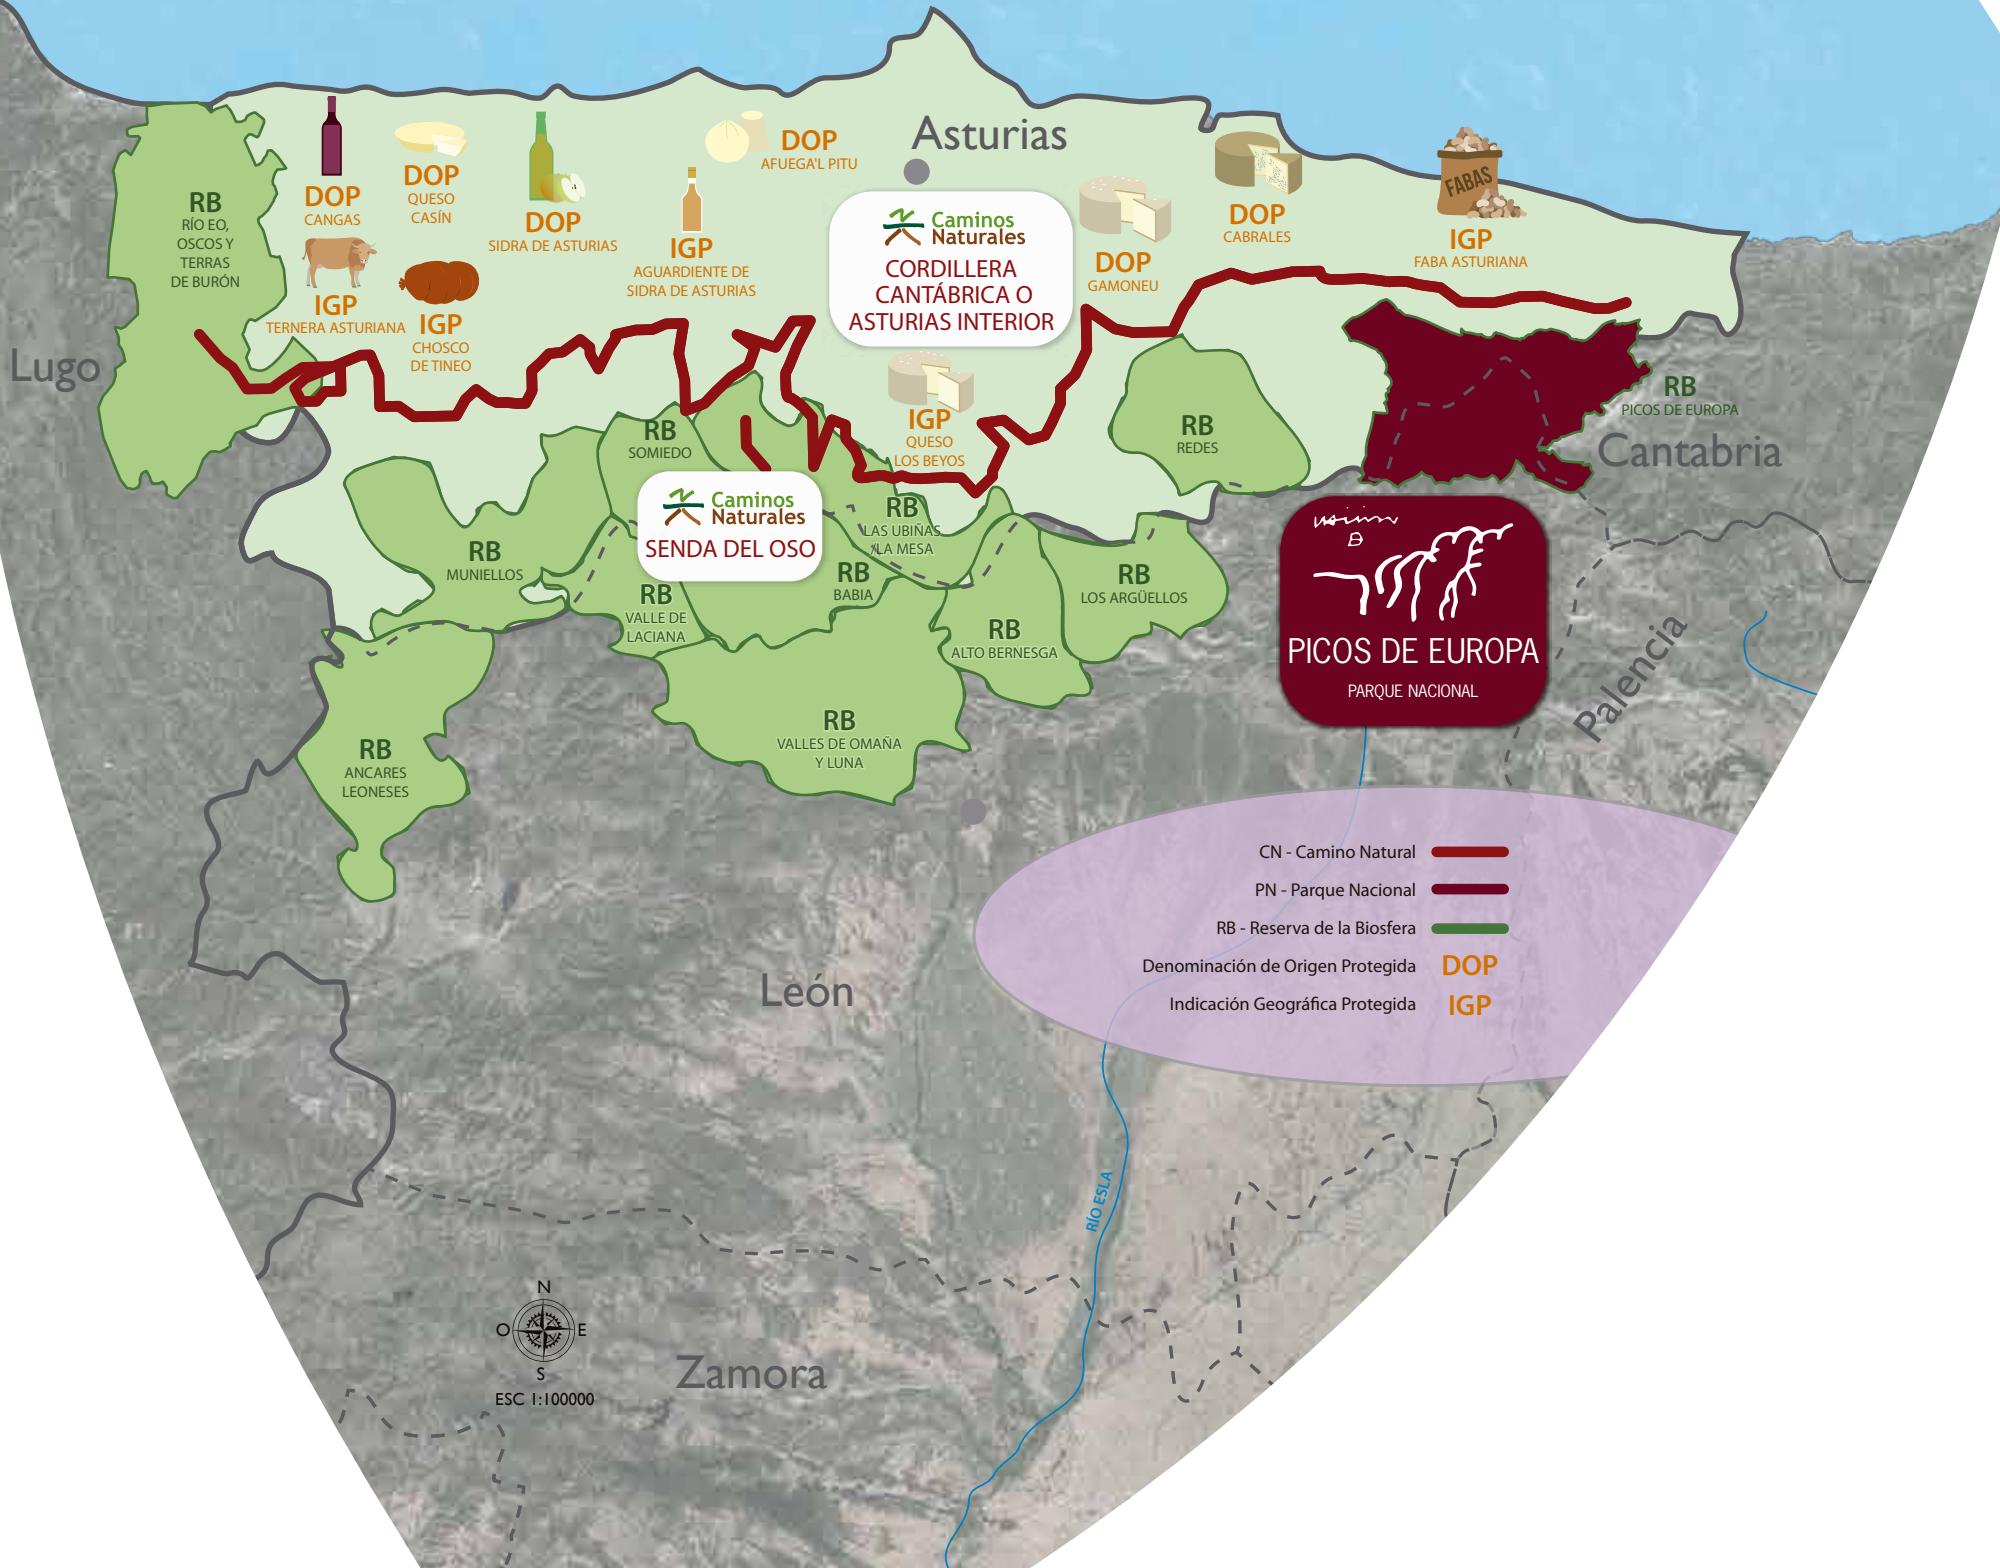 Asturias
DOP
AFUEGA'L PITU
RB
RÍO EO,
OSCOS Y
TERRAS
DE BURÓN
DOP
CANGAS
DOP
QUESO
CASÍN
DOP
SIDRA DE ASTURIAS
IGP
AGUARDIENTE DE
SIDRA DE ASTURIAS
Caminos
Naturales
CORDILLERA
CANTÁBRICA O
ASTURIAS INTERIOR
DOP
GAMONEU
DOP
CABRALES
FABAS
IGP
FABA ASTURIANA
IGP
TERNERA ASTURIANA
IGP
CHOSCO
DE TINEO
Lugo
IGP
QUESO
LOS BEYOS
RB
REDES
RB
PICOS DE EUROPA
Cantabria
RB
SOMIEDO
Caminos
Naturales
SENDA DEL OSO
RB
LAS UBIÑAS
/LA MESA
RB
MUNIELLOS
RB
BABIA
RB
VALLE DE
LACIANA
RB
LOS ARGÜELLOS
RB
ALTO BERNESGA
PICOS DE EUROPA
PARQUE NACIONAL
Palencia
RB
VALLES DE OMAÑA
Y LUNA
RB
ANCARES
LEONESES
CN - Camino Natural
PN - Parque Nacional
RB - Reserva de la Biosfera
Denominación de Origen Protegida DOP
Indicación Geográfica Protegida IGP
León
RÍO ESLA
N
O E
S
ESC 1:100000
Zamora